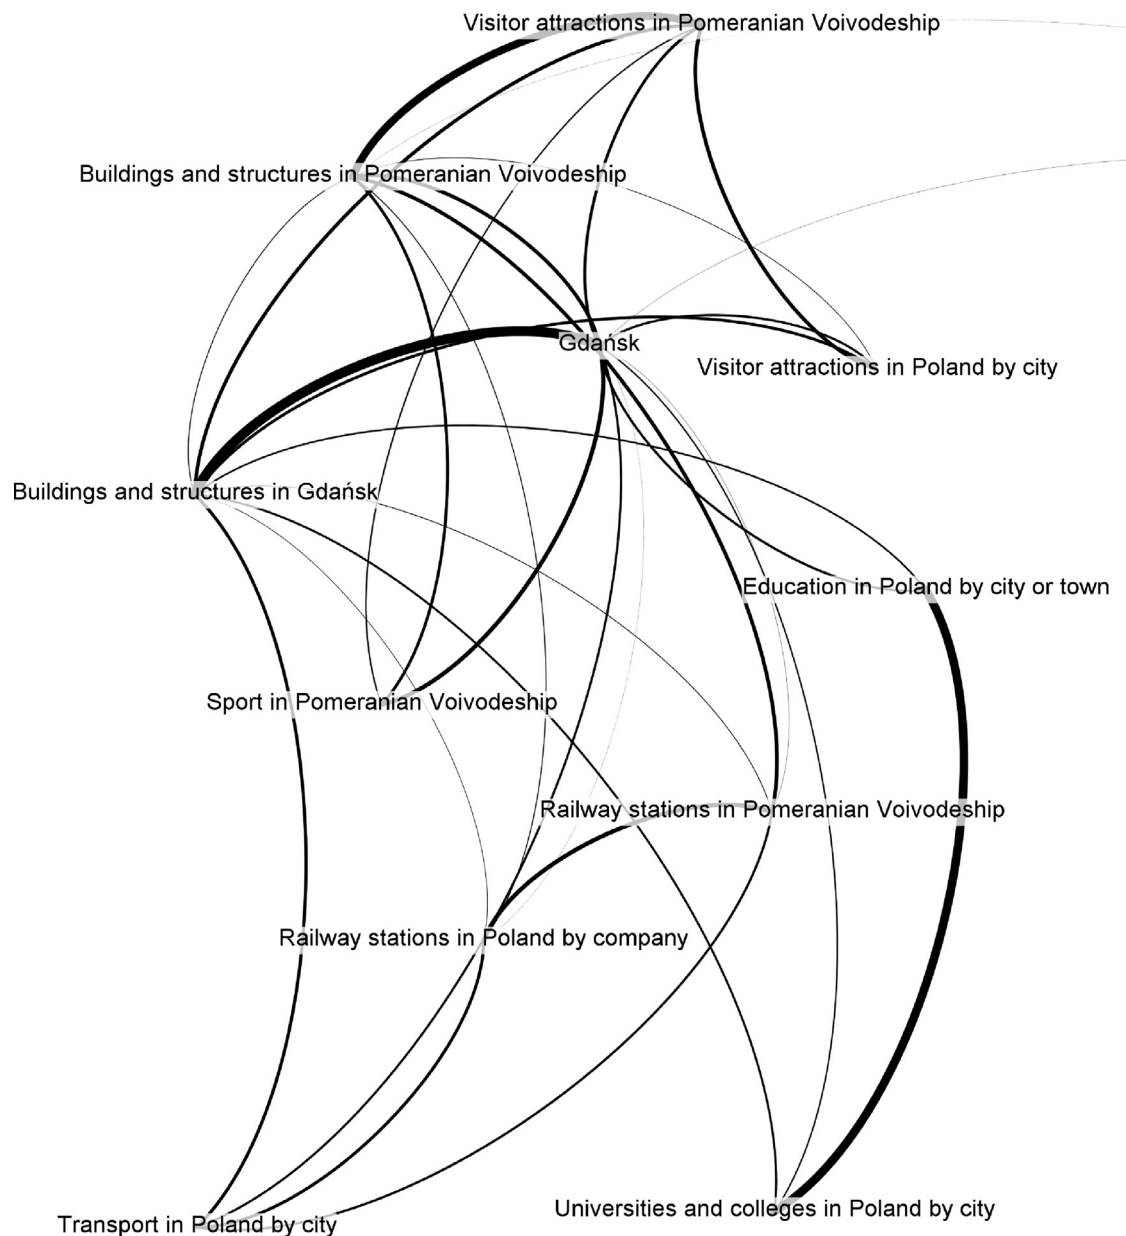 Visitor attractions in Pomeranian Voivodeship
Buildings and structures in Pomeranian Voivodeship
Gdańsk
Visitor attractions in Poland by city
Buildings and structures in Gdańsk
Education in Poland by city or town
Sport in Pomeranian Voivodeship
Railway stations in Pomeranian Voivodeship
Railway stations in Poland by company
Universities and colleges in Poland by city
Transport in Poland by city